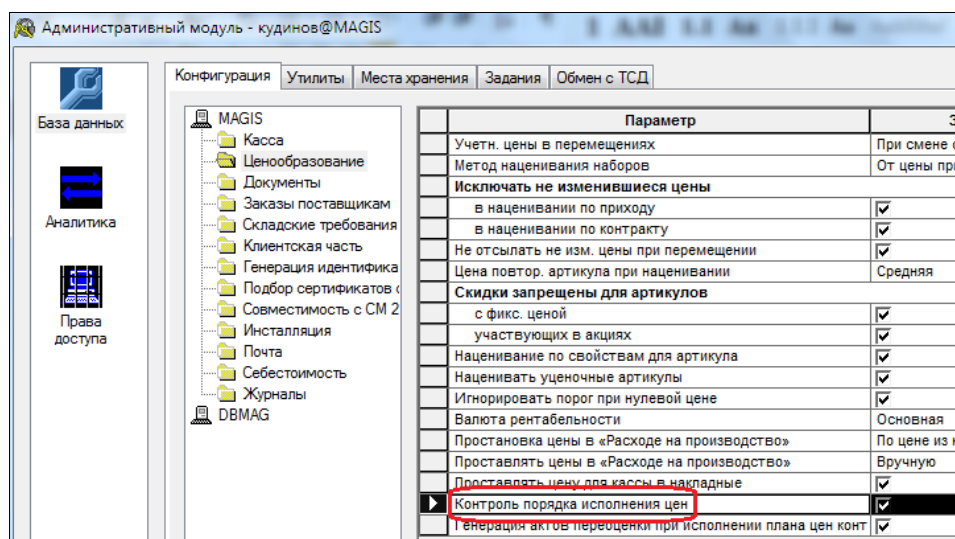 Административный модуль - кудинов@MAGIS
Конфигурация Утилиты Места хранения Задания Обмен с ТСД
База данных
Аналитика
Права
доступа
MAGIS
Касса
Ценообразование
Документы
Заказы поставщикам
Складские требования
Клиентская часть
Генерация идентифика
Подбор сертификатов
Совместимость с СМ 2
Инсталляция
Почта
Себестоимость
Журналы
DBMAG
Параметр
Учетн. цены в перемещениях При смене
Метод наценивания наборов От цены пр
Исключать не изменившиеся цены
в наценивании по приходу
в наценивании по контракту
Не отсылать не изм. цены при перемещении
Цена повтор. артикула при наценивании Средняя
Скидки запрещены для артикулов
с фикс. ценой
участвующих в акциях
Наценивание по свойствам для артикула
Наценивать уценочные артикулы
Игнорировать порог при нулевой цене
Валюта рентабельности Основная
Простановка цены в «Расходе на производство» По цене из
Проставлять цены в «Расходе на производство» Вручную
Проставлять цену для кассы в накладные
Контроль порядка исполнения цен
Генерация актов переоценки при исполнении плана цен конт